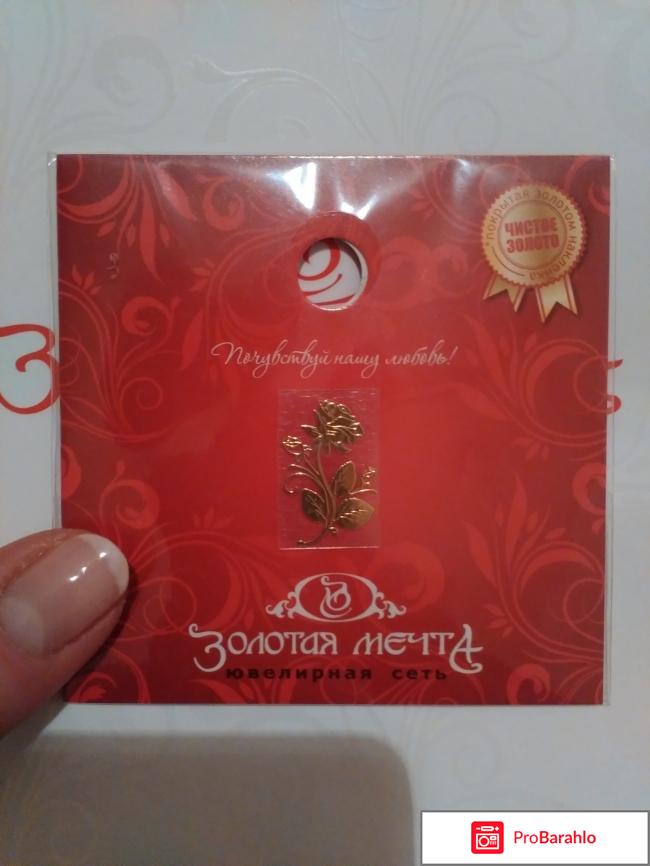 покрытая золотом наклейка
ЧИСТОЕ
ЗОЛОТО
Почувствуй нашу любовь!
ЗОЛОТАЯ МЕЧТА
ювелирная сеть
ProBarahlo